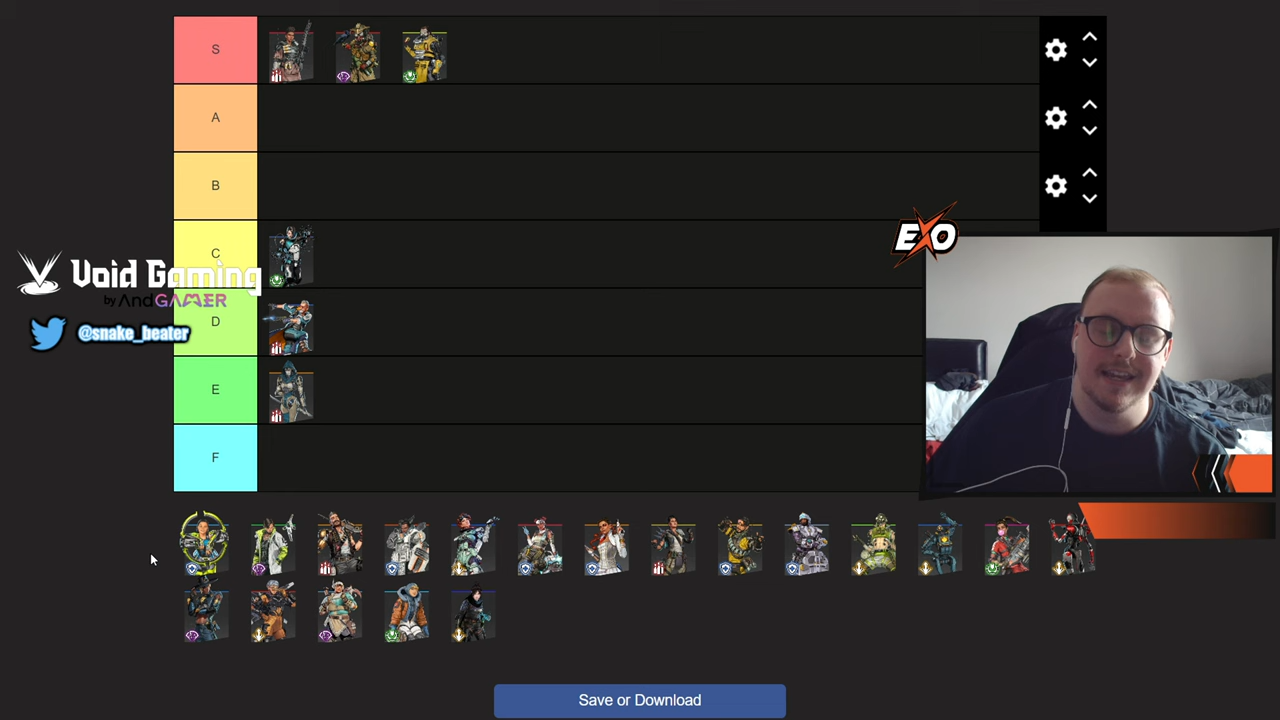 S
A
B
EXO
C
Void Gaming
by AndGAMER
D
@snake_beater
E
F
Save or Download